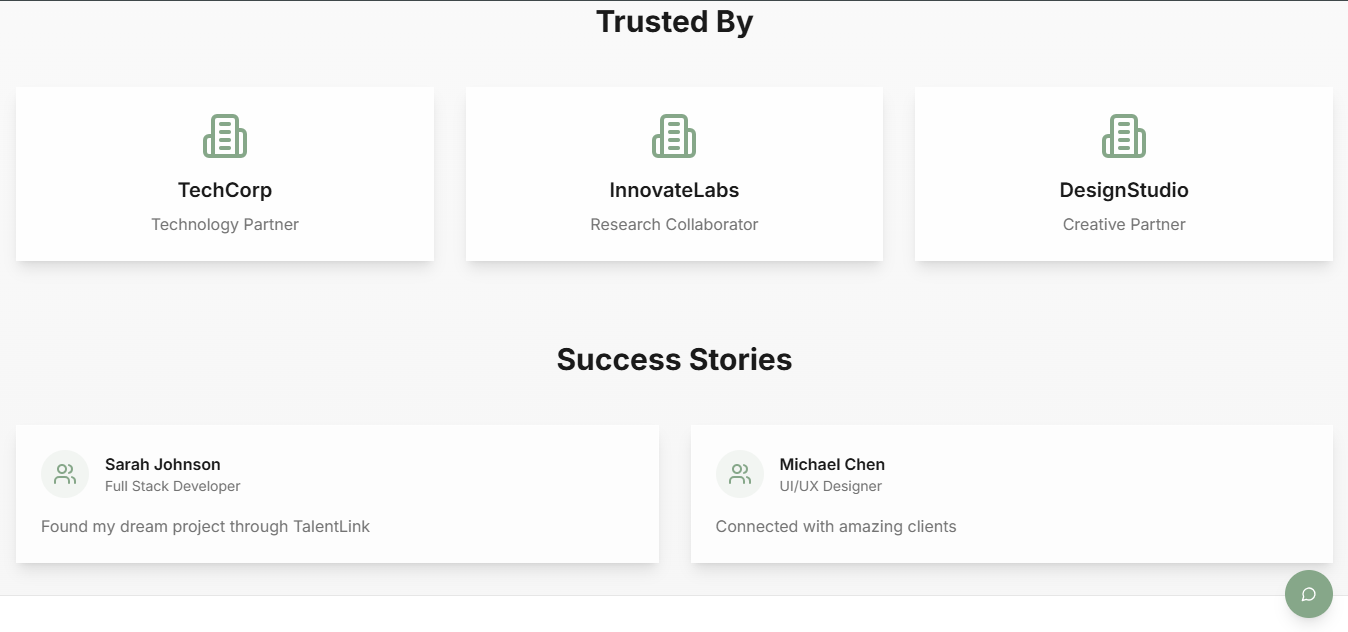 Trusted By
TechCorp
Technology Partner
InnovateLabs
Research Collaborator
DesignStudio
Creative Partner
Success Stories
Sarah Johnson
Full Stack Developer
Found my dream project through TalentLink
Michael Chen
UI/UX Designer
Connected with amazing clients